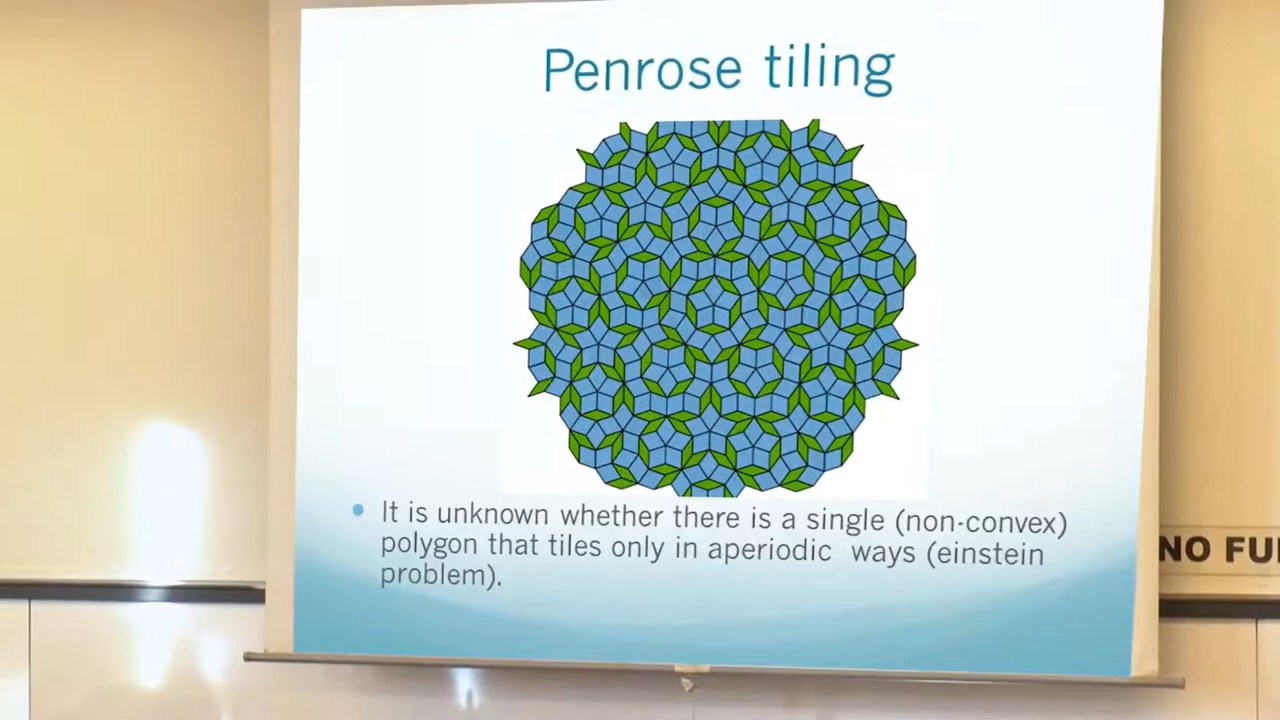 Penrose tiling
• It is unknown whether there is a single (non-convex)
polygon that tiles only in aperiodic ways (einstein
problem).
NO